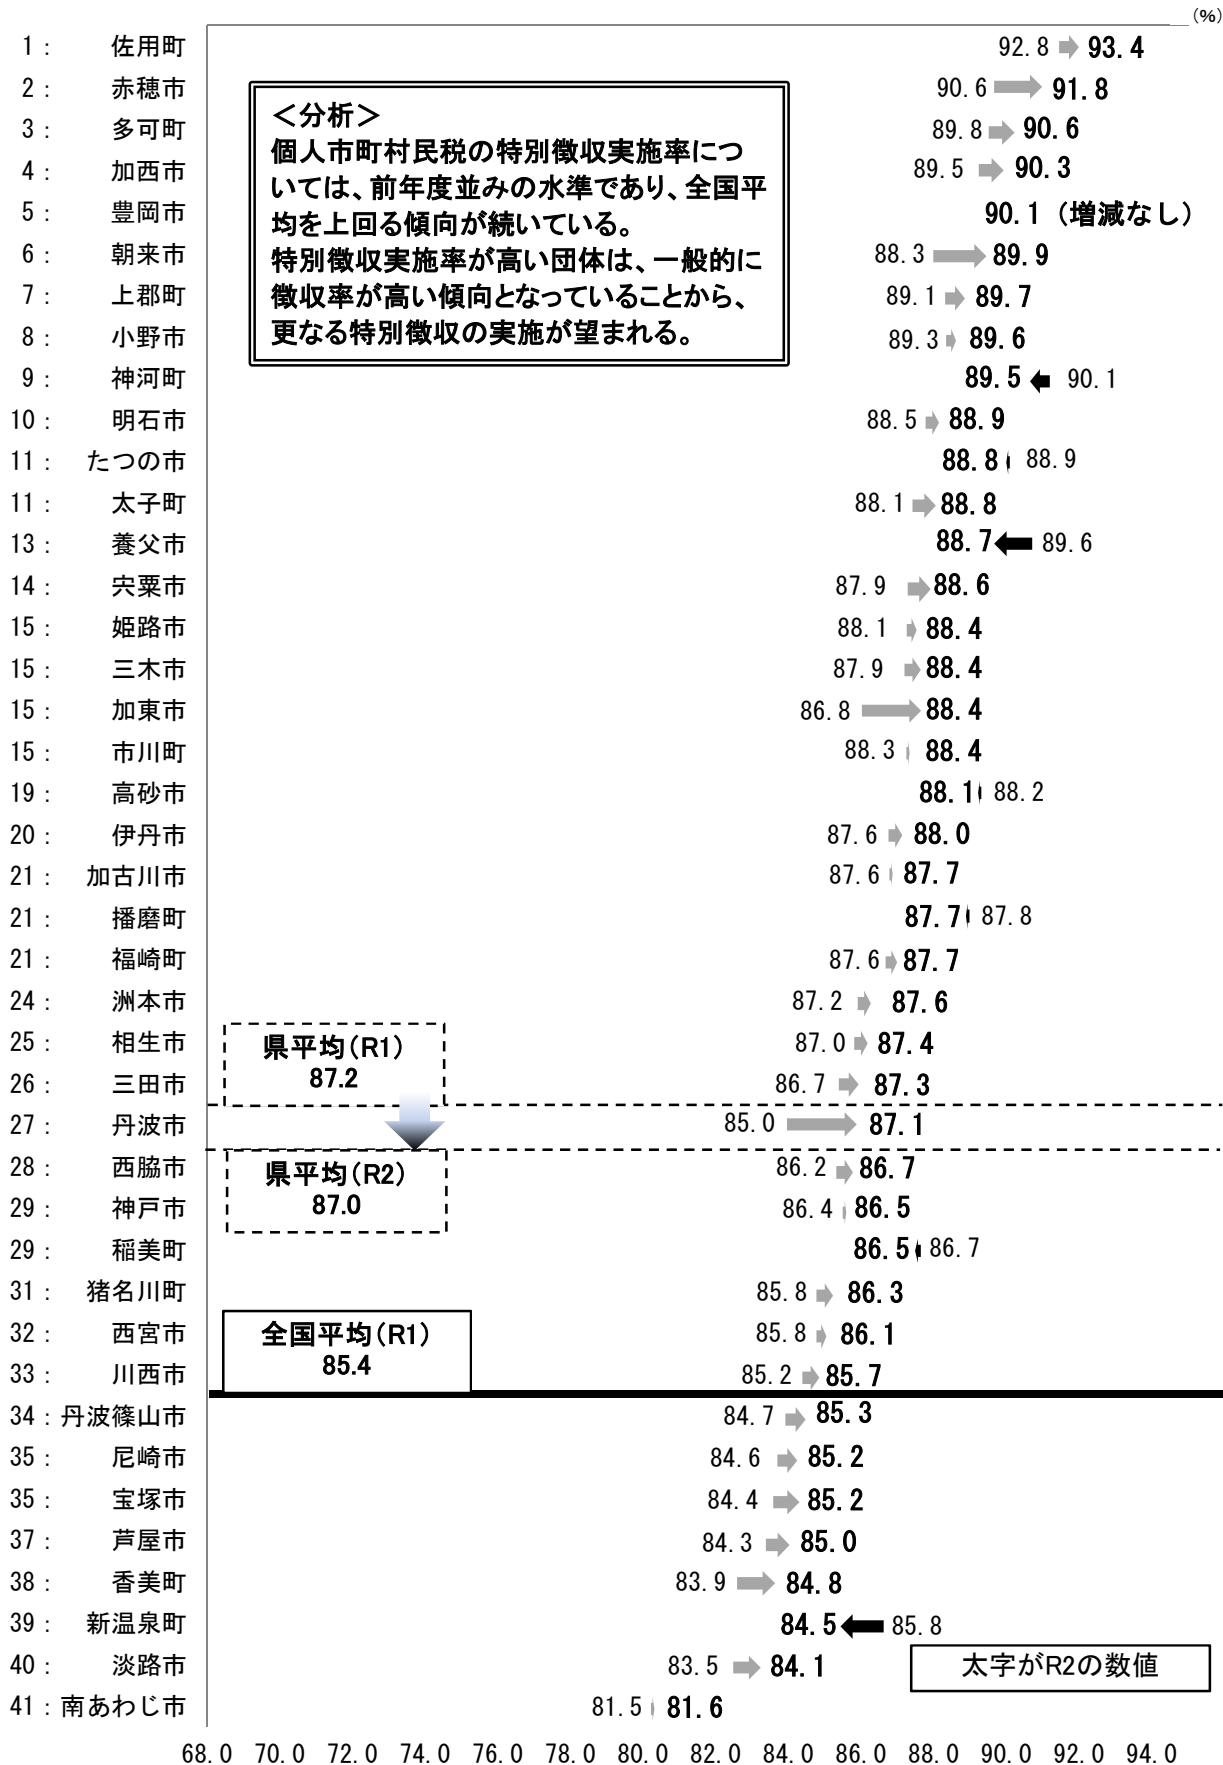 (%)
1： 佐用町 92.8 93.4
2： 赤穂市 90.6 91.8
＜分析＞
個人市町村民税の特別徴収実施率につ
いては、前年度並みの水準であり、全国平
均を上回る傾向が続いている。
特別徴収実施率が高い団体は、一般的に
徴収率が高い傾向となっていることから、
更なる特別徴収の実施が望まれる。
3： 多可町 89.8 90.6
4： 加西市 89.5 90.3
5： 豊岡市 90.1（増減なし）
6： 朝来市 88.3 89.9
7： 上郡町 89.1 89.7
8： 小野市 89.3 89.6
9： 神河町 89.5 90.1
10： 明石市 88.5 88.9
11： たつの市 88.8 88.9
11： 太子町 88.1 88.8
13： 養父市 88.7 89.6
14： 宍粟市 87.9 88.6
15： 姫路市 88.1 88.4
15： 三木市 87.9 88.4
15： 加東市 86.8 88.4
15： 市川町 88.3 88.4
19： 高砂市 88.1 88.2
20： 伊丹市 87.6 88.0
21： 加古川市 87.6 87.7
21： 播磨町 87.7 87.8
21： 福崎町 87.6 87.7
24： 洲本市 87.2 87.6
25： 相生市 87.0 87.4
県平均（R1）
87.2
26： 三田市 86.7 87.3
27： 丹波市 85.0 87.1
28： 西脇市 86.2 86.7
県平均（R2）
87.0
29： 神戸市 86.4 86.5
29： 稲美町 86.5 86.7
31： 猪名川町 85.8 86.3
32： 西宮市 85.8 86.1
全国平均（R1）
85.4
33： 川西市 85.2 85.7
34：丹波篠山市 84.7 85.3
35： 尼崎市 84.6 85.2
35： 宝塚市 84.4 85.2
37： 芦屋市 84.3 85.0
38： 香美町 83.9 84.8
39： 新温泉町 84.5 85.8
40： 淡路市 83.5 84.1
太字がR2の数値
41：南あわじ市 81.5 81.6
68.0 70.0 72.0 74.0 76.0 78.0 80.0 82.0 84.0 86.0 88.0 90.0 92.0 94.0